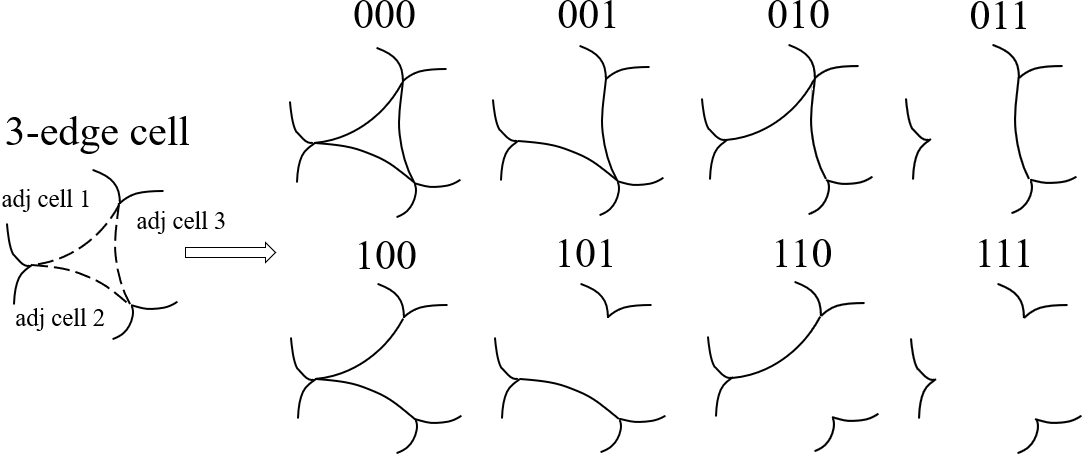 000 001 010 011
3-edge cell
adj cell 1
adj cell 3
adj cell 2
100 101 110 111